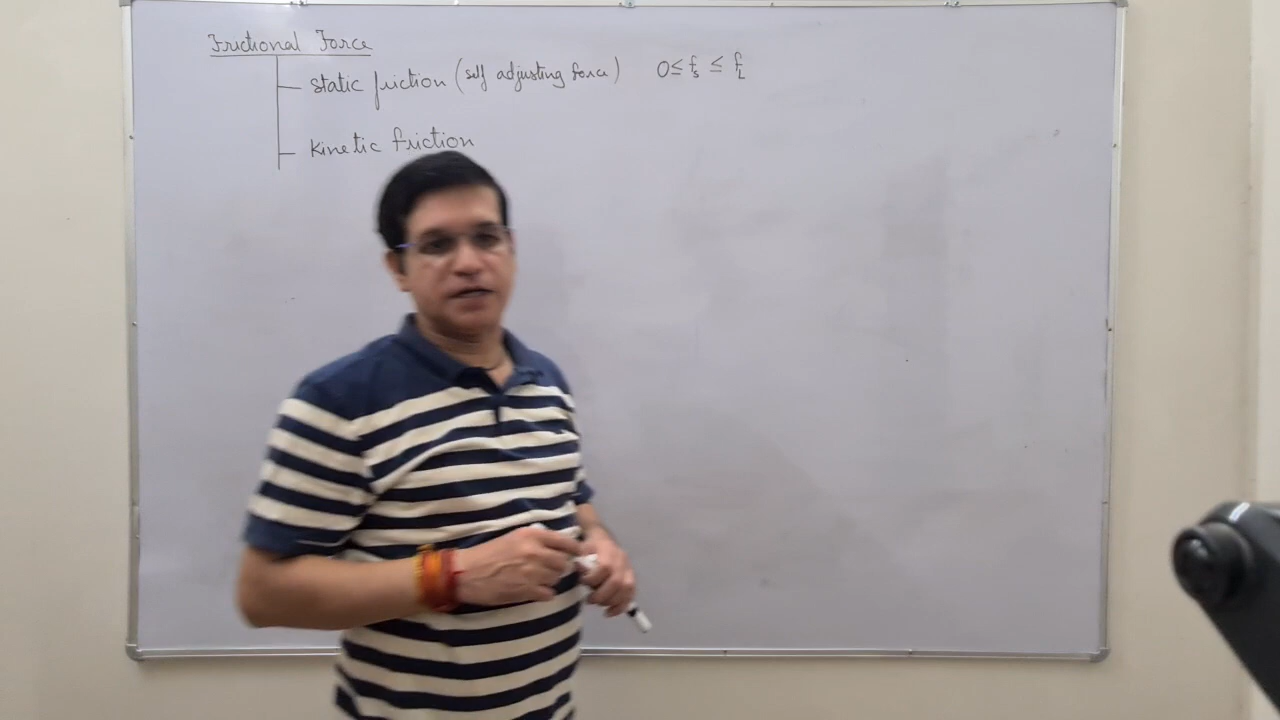 Frictional Force
static friction (self adjusting force) 0 ≤ fs ≤ fL
Kinetic friction